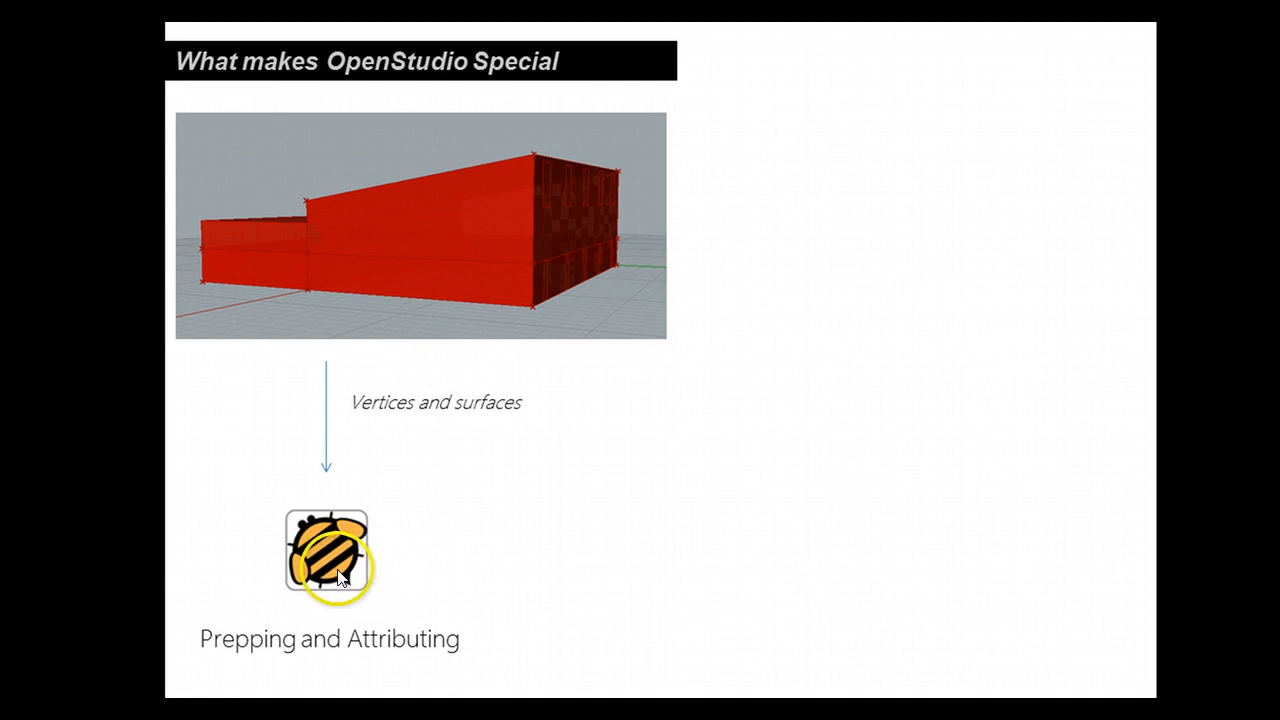 What makes OpenStudio Special
Vertices and surfaces
Prepping and Attributing